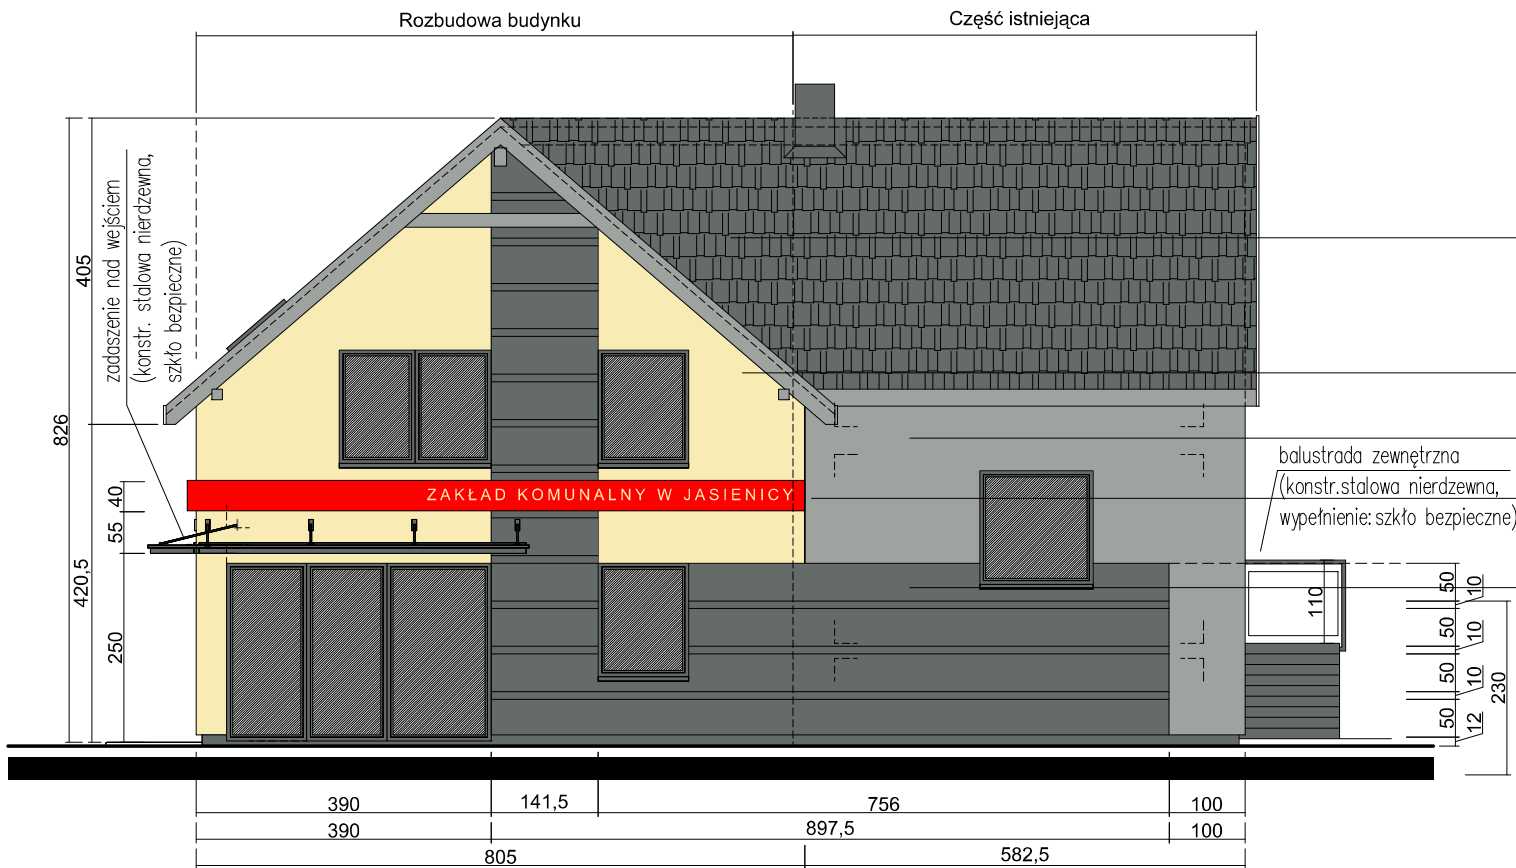 Rozbudowa budynku
Część istniejąca
zadaszenie nad wejściem
(konstr. stalowa nierdzewna,
szkło bezpieczne)
405
826
40
55
420,5
250
ZAKŁAD KOMUNALNY W JASIENICY
balustrada zewnętrzna
(konstr.stalowa nierdzewna,
wypełnienie: szkło bezpieczne)
110
50
10
50
10
50
10
50
12
230
390
141,5
756
100
390
897,5
100
805
582,5